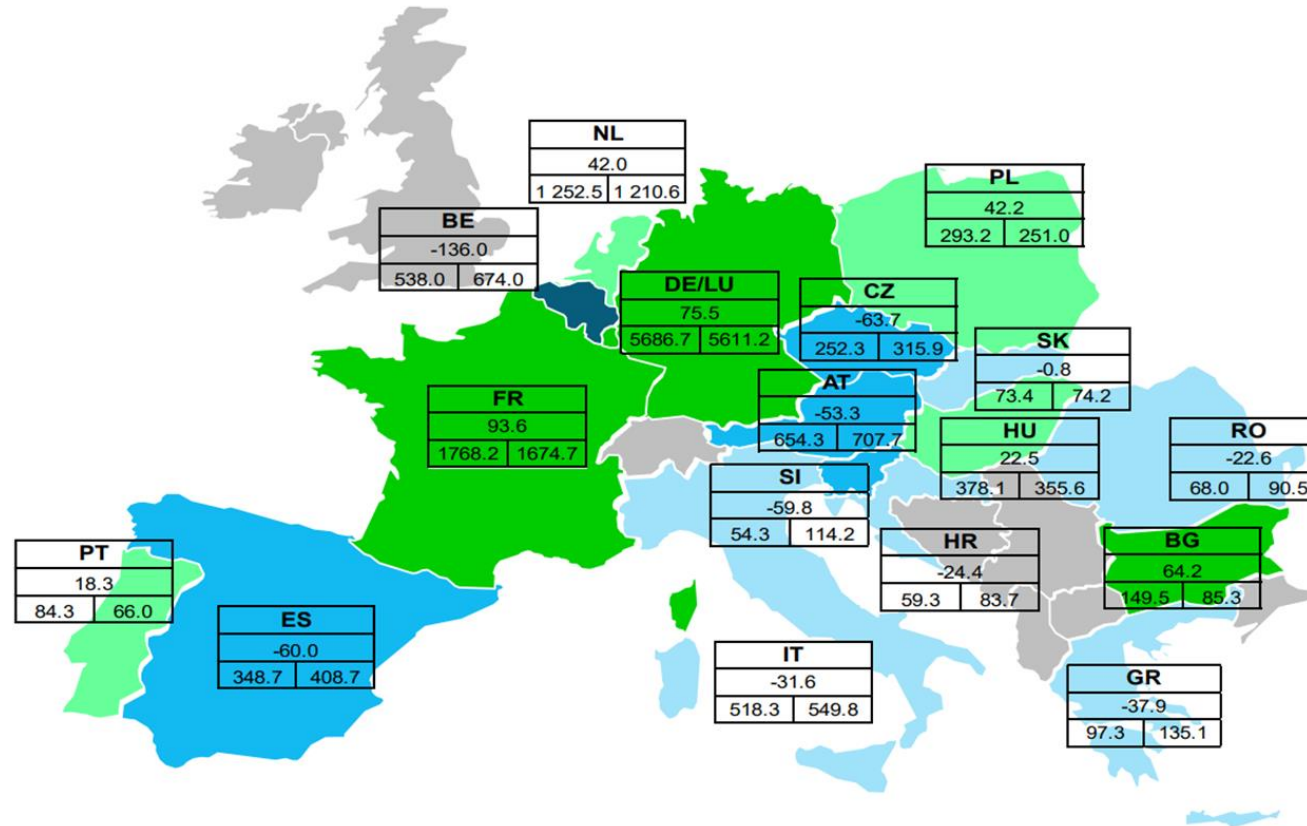 NL
42.0
1 252.5 1 210.6
PL
42.2
293.2 251.0
BE
-136.0
538.0 674.0
DE/LU
75.5
5686.7 5611.2
CZ
-63.7
252.3 315.9
SK
-0.8
73.4 74.2
AT
-53.3
654.3 707.7
FR
93.6
1768.2 1674.7
HU
22.5
378.1 355.6
RO
-22.6
68.0 90.5
SI
-59.8
54.3 114.2
HR
-24.4
59.3 83.7
BG
64.2
149.5 85.3
PT
18.3
84.3 66.0
ES
-60.0
348.7 408.7
IT
-31.6
518.3 549.8
GR
-37.9
97.3 135.1